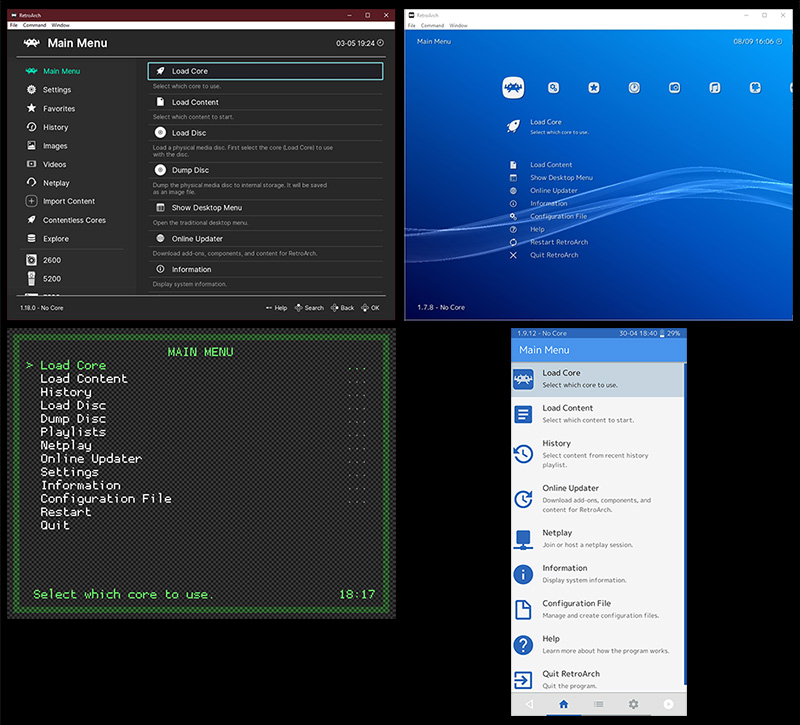 RetroArch
File Command Window
Main Menu
03-05 19:24
Main Menu
Settings
Favorites
History
Images
Videos
Netplay
Import Content
Contentless Cores
Explore
2600
5200
Load Core
Select which core to use.
Load Content
Select which content to start.
Load Disc
Load a physical media disc. First select the core (Load Core) to use
with the disc.
Dump Disc
Dump the physical media disc to internal storage. It will be saved
as an image file.
Show Desktop Menu
Open the traditional desktop menu.
Online Updater
Download add-ons, components, and content for RetroArch.
Information
Display system information.
1.18.0 - No Core
Help Search Back OK
RetroArch
File Command Window
Main Menu
08/09 16:06
Load Core
Select which core to use.
Load Content
Show Desktop Menu
Online Updater
Information
Configuration File
Help
Restart RetroArch
Quit RetroArch
1.7.8 - No Core
MAIN MENU
> Load Core ...
Load Content ...
History ...
Load Disc ...
Dump Disc ...
Playlists ...
Netplay ...
Online Updater ...
Settings ...
Information ...
Configuration File ...
Restart
Quit
Select which core to use. 18:17
1.9.12 - No Core 30-04 18:40 29%
Main Menu
Load Core
Select which core to use.
Load Content
Select which content to start.
History
Select content from recent history
playlist.
Online Updater
Download add-ons, components, and
content for RetroArch.
Netplay
Join or host a netplay session.
Information
Display system information.
Configuration File
Manage and create configuration files.
Help
Learn more about how the program works.
Quit RetroArch
Quit the program.